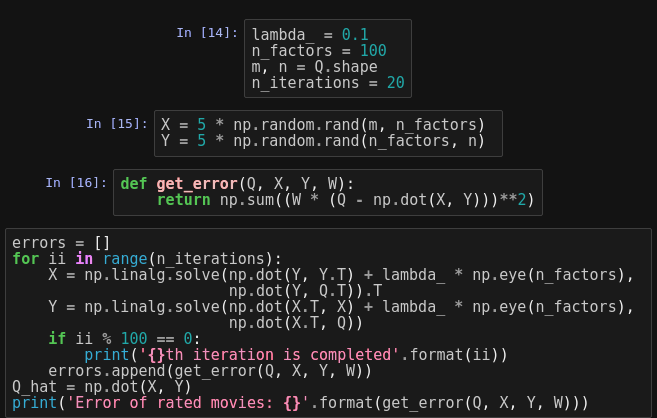 In [14]: lambda_ = 0.1
n_factors = 100
m, n = Q.shape
n_iterations = 20
In [15]: X = 5 * np.random.rand(m, n_factors)
Y = 5 * np.random.rand(n_factors, n)
In [16]: def get_error(Q, X, Y, W):
    return np.sum((W * (Q - np.dot(X, Y)))**2)
errors = []
for ii in range(n_iterations):
    X = np.linalg.solve(np.dot(Y, Y.T) + lambda_ * np.eye(n_factors),
                        np.dot(Y, Q.T)).T
    Y = np.linalg.solve(np.dot(X.T, X) + lambda_ * np.eye(n_factors),
                        np.dot(X.T, Q))
    if ii % 100 == 0:
        print('{}th iteration is completed'.format(ii))
    errors.append(get_error(Q, X, Y, W))
Q_hat = np.dot(X, Y)
print('Error of rated movies: {}'.format(get_error(Q, X, Y, W)))